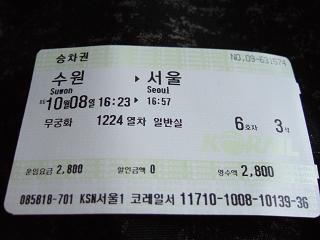 승차권 NO.09-631574
수원 ▸ 서울
Suwon Seoul
10월08일 16:23 ▸ 16:57
무궁화 1224 열차 일반실 6 호차 3 석
KORAIL
운임요금 2,800 할인금액 0 영수액 2,800
085818-701 KSN서울1 코레일서 11710-1008-10139-36